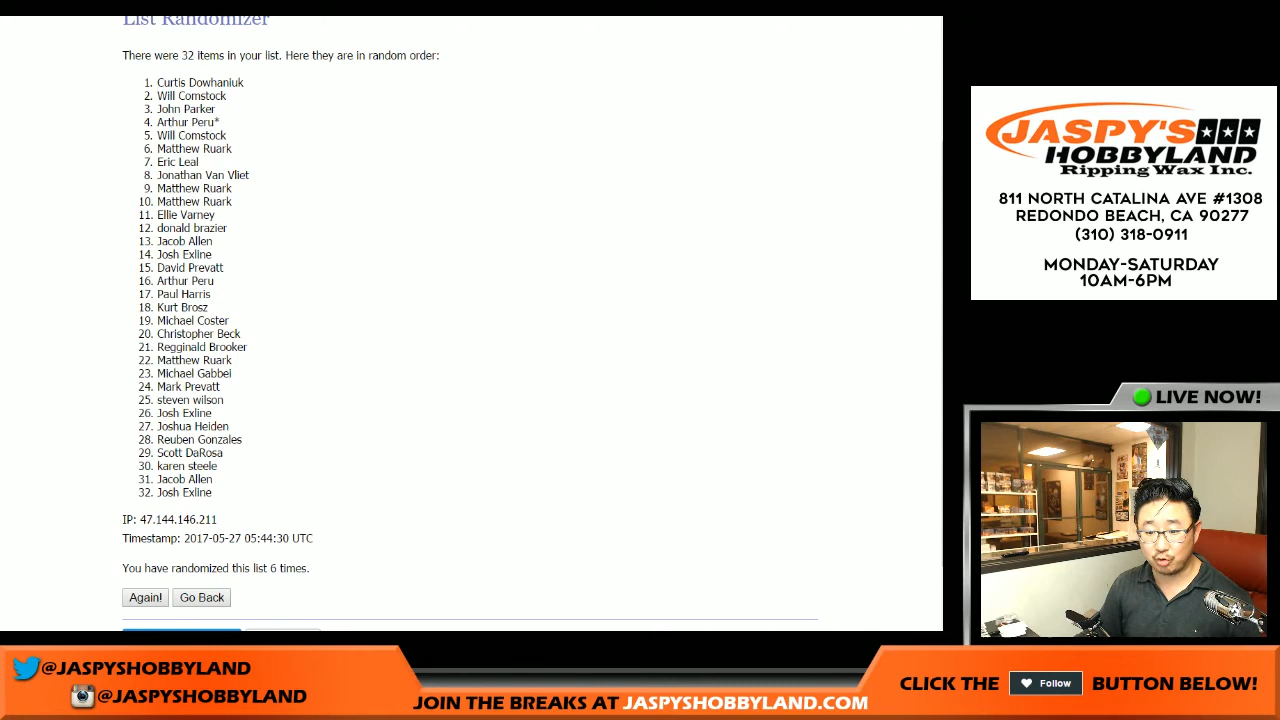 List Randomizer
There were 32 items in your list. Here they are in random order:
1. Curtis Dowhaniuk
2. Will Comstock
3. John Parker
4. Arthur Peru*
5. Will Comstock
6. Matthew Ruark
7. Eric Leal
8. Jonathan Van Vliet
9. Matthew Ruark
10. Matthew Ruark
11. Ellie Varney
12. donald brazier
13. Jacob Allen
14. Josh Exline
15. David Prevatt
16. Arthur Peru
17. Paul Harris
18. Kurt Brosz
19. Michael Coster
20. Christopher Beck
21.Regginald Brooker
22. Matthew Ruark
23. Michael Gabbei
24. Mark Prevatt
25. steven wilson
26. Josh Exline
27. Joshua Heiden
28. Reuben Gonzales
29. Scott DaRosa
30. karen steele
31. Jacob Allen
32. Josh Exline
IP: 47.144.146.211
Timestamp: 2017-05-27 05:44:30 UTC
You have randomized this list 6 times.
Again! Go Back
JASPY'S
HOBBYLAND
Ripping Wax Inc.
811 NORTH CATALINA AVE #1308
REDONDO BEACH, CA 90277
(310) 318-0911
MONDAY-SATURDAY
10AM-6PM
LIVE NOW!
@JASPYSHOBBYLAND
@JASPYSHOBBYLAND
JOIN THE BREAKS AT JASPYSHOBBYLAND.COM
CLICK THE Follow BUTTON BELOW!